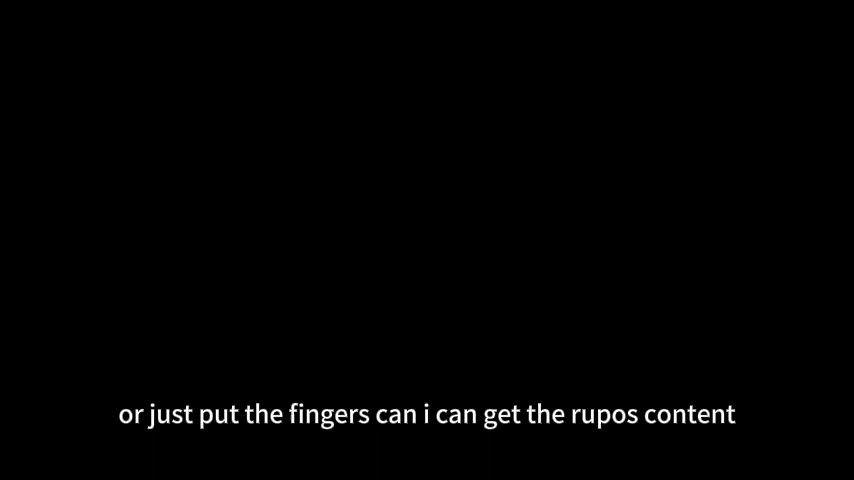 or just put the fingers can i can get the rupos content